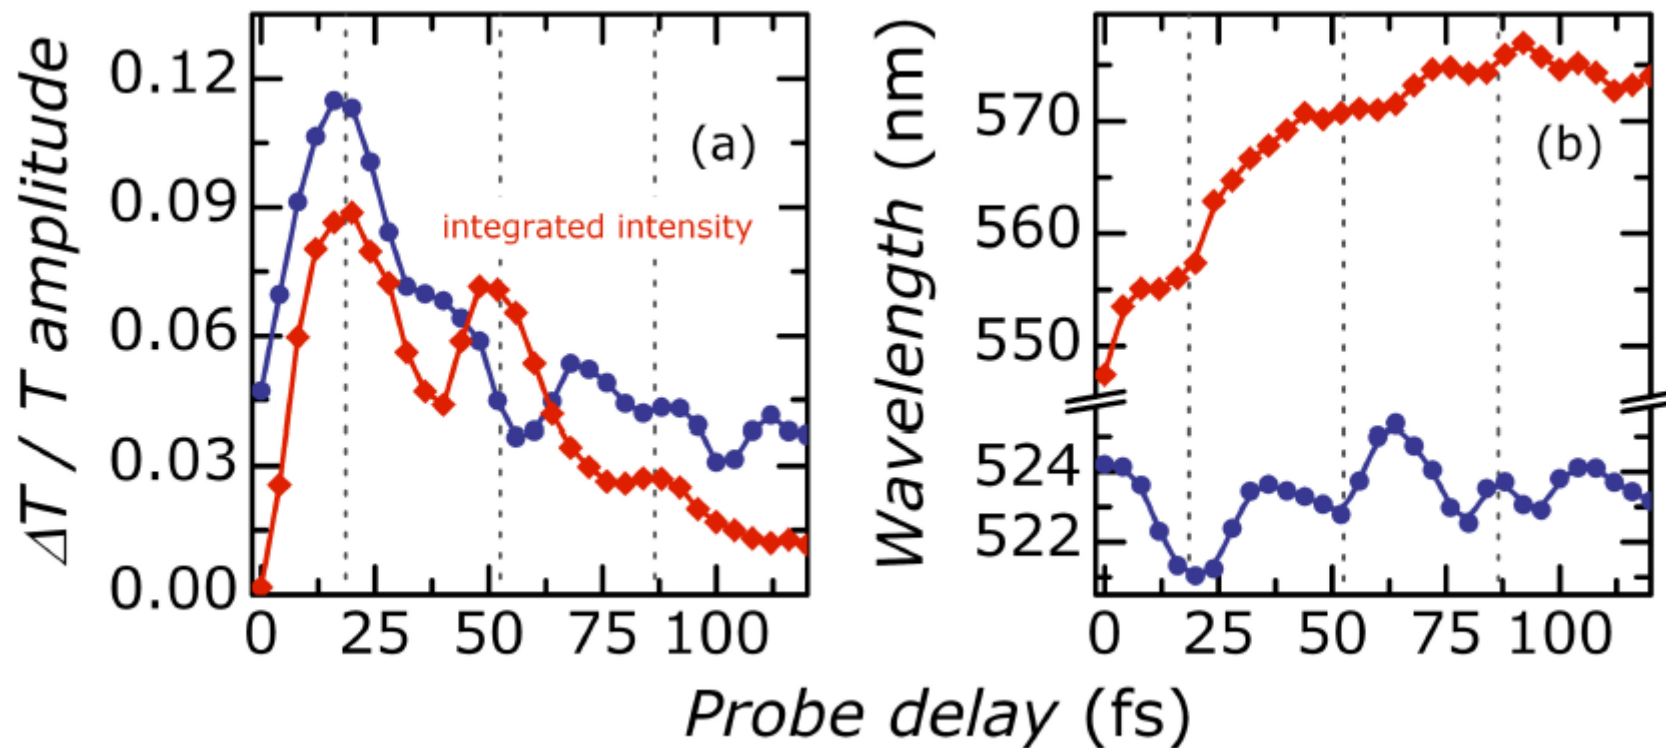 ΔT / T amplitude
0.12
0.09
0.06
0.03
0.00
(a)
integrated intensity
0 25 50 75 100
Wavelength (nm)
570
560
550
524
522
(b)
0 25 50 75 100
Probe delay (fs)